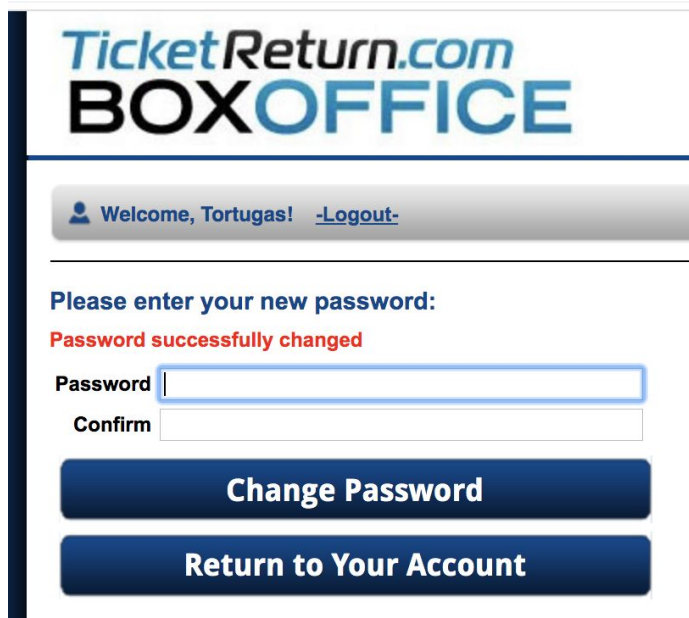 TicketReturn.com
BOXOFFICE
Welcome, Tortugas! -Logout-
Please enter your new password:
Password successfully changed
Password
Confirm
Change Password
Return to Your Account